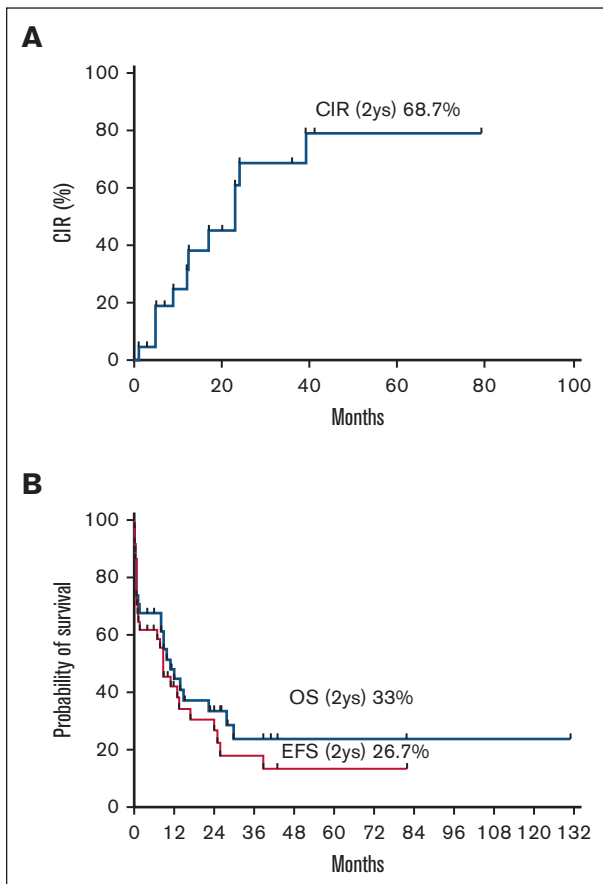 A
100
80
60
40
20
0
CIR (%)
CIR (2ys) 68.7%
0 20 40 60 80 100
Months
B
100
80
60
40
20
0
Probability of survival
OS (2ys) 33%
EFS (2ys) 26.7%
0 12 24 36 48 60 72 84 96 108 120 132
Months